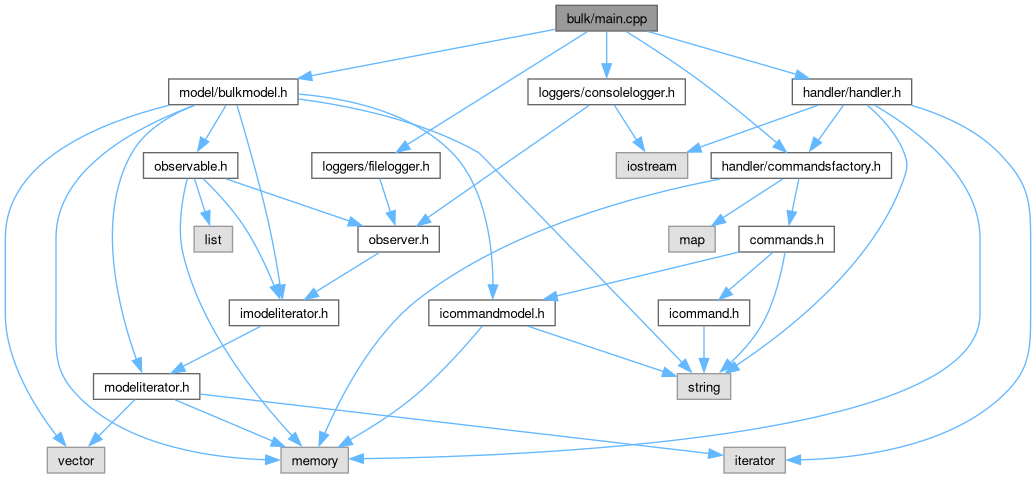 bulk/main.cpp
model/bulkmodel.h
loggers/consolelogger.h
handler/handler.h
observable.h
loggers/filelogger.h
iostream
handler/commandsfactory.h
list
observer.h
map
commands.h
imodeliterator.h
icommandmodel.h
icommand.h
modeliterator.h
string
vector
memory
iterator